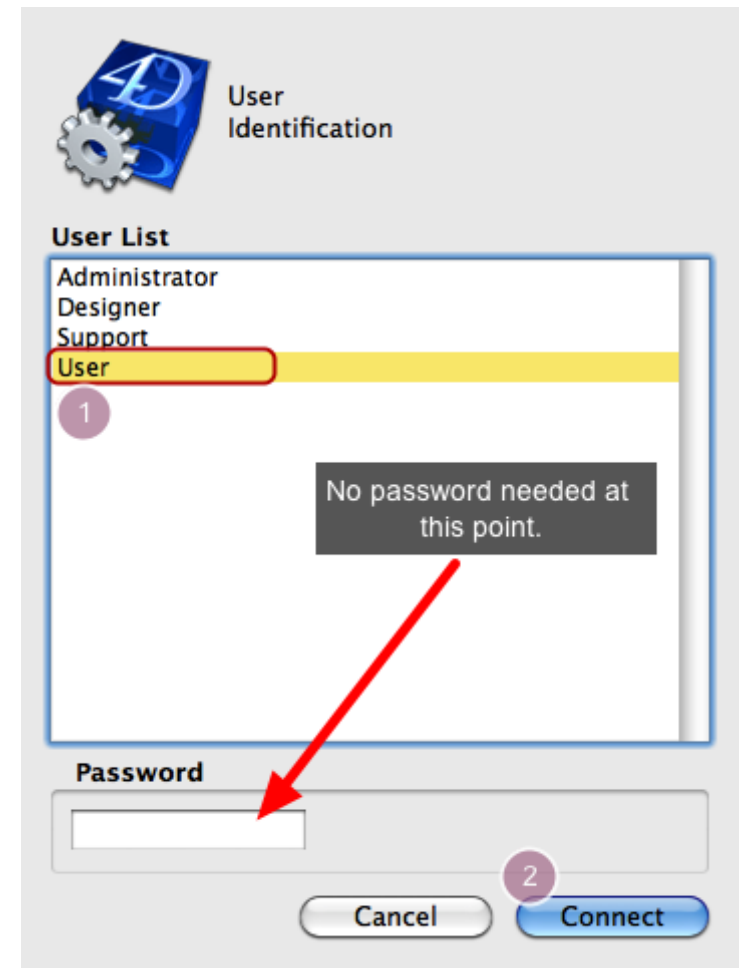 4D
User
Identification
User List
Administrator
Designer
Support
User
1
No password needed at
this point.
Password
2
Cancel
Connect